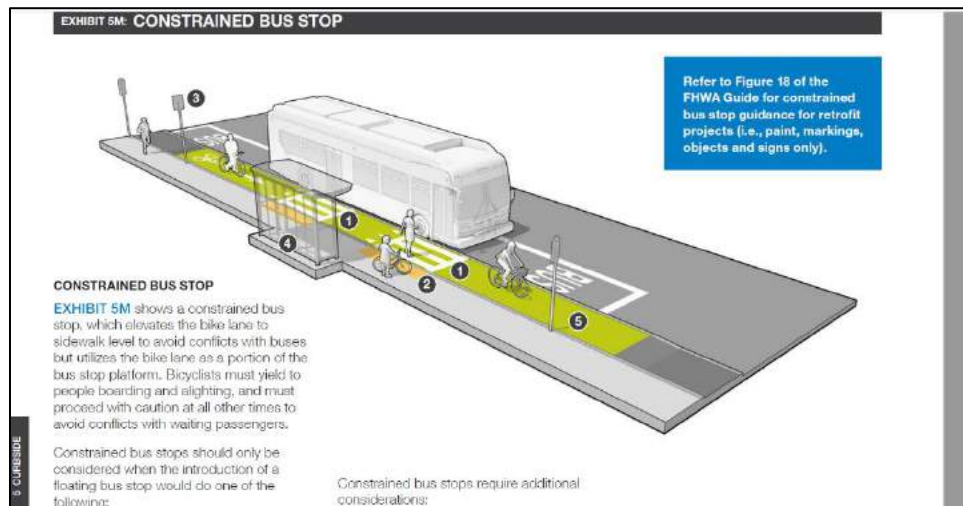 EXHIBIT 5M: CONSTRAINED BUS STOP
Refer to Figure 18 of the
FHWA Guide for constrained
bus stop guidance for retrofit
projects (i.e., paint, markings,
objects and signs only).
3
BUS
1
4
1
2
BUS
5
CONSTRAINED BUS STOP
EXHIBIT 5M shows a constrained bus
stop, which elevates the bike lane to
sidewalk level to avoid conflicts with buses
but utilizes the bike lane as a portion of the
bus stop platform. Bicyclists must yield to
people boarding and alighting, and must
proceed with caution at all other times to
avoid conflicts with waiting passengers.
Constrained bus stops should only be
considered when the introduction of a
floating bus stop would do one of the
following:
Constrained bus stops require additional
considerations:
5 CURBSIDE